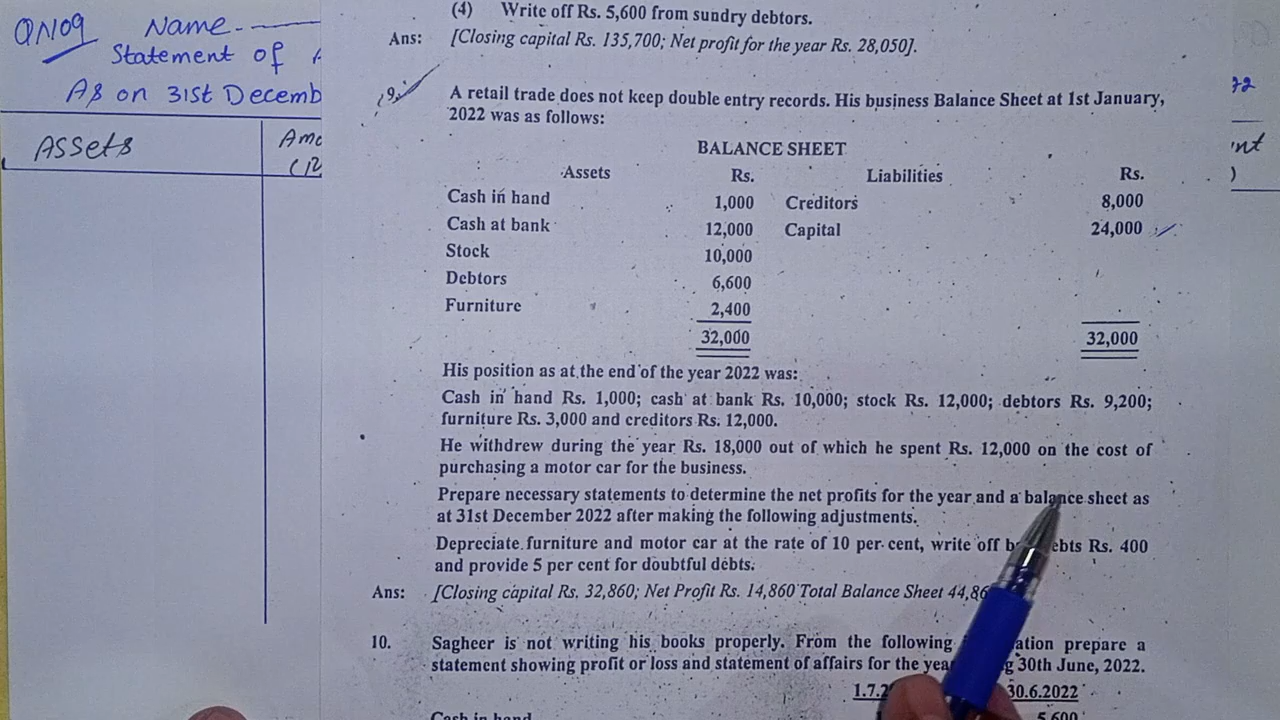 QN109 Name-
Statement of
As on 31st Decemb
Assets
(4) Write off Rs. 5,600 from sundry debtors.
Ans: [Closing capital Rs. 135,700; Net profit for the year Rs. 28,050].
9. A retail trade does not keep double entry records. His business Balance Sheet at 1st January,
2022 was as follows:
BALANCE SHEET
Assets Rs. Liabilities Rs.
Cash in hand 1,000 Creditors 8,000
Cash at bank 12,000 Capital 24,000
Stock 10,000
Debtors 6,600
Furniture 2,400
32,000 32,000
His position as at the end of the year 2022 was:
Cash in hand Rs. 1,000; cash at bank Rs. 10,000; stock Rs. 12,000; debtors Rs. 9,200;
furniture Rs. 3,000 and creditors Rs. 12,000.
He withdrew during the year Rs. 18,000 out of which he spent Rs. 12,000 on the cost of
purchasing a motor car for the business.
Prepare necessary statements to determine the net profits for the year and a balance sheet as
at 31st December 2022 after making the following adjustments.
Depreciate furniture and motor car at the rate of 10 per cent, write off Rs. 400
and provide 5 per cent for doubtful debts.
Ans: [Closing capital Rs. 32,860; Net Profit Rs. 14,860 Total Balance Sheet 44,86
10. Sagheer is not writing his books properly. From the following prepare a
statement showing profit or loss and statement of affairs for the 30th June, 2022.
1.7.2 30.6.2022
Cash in hand 5,600